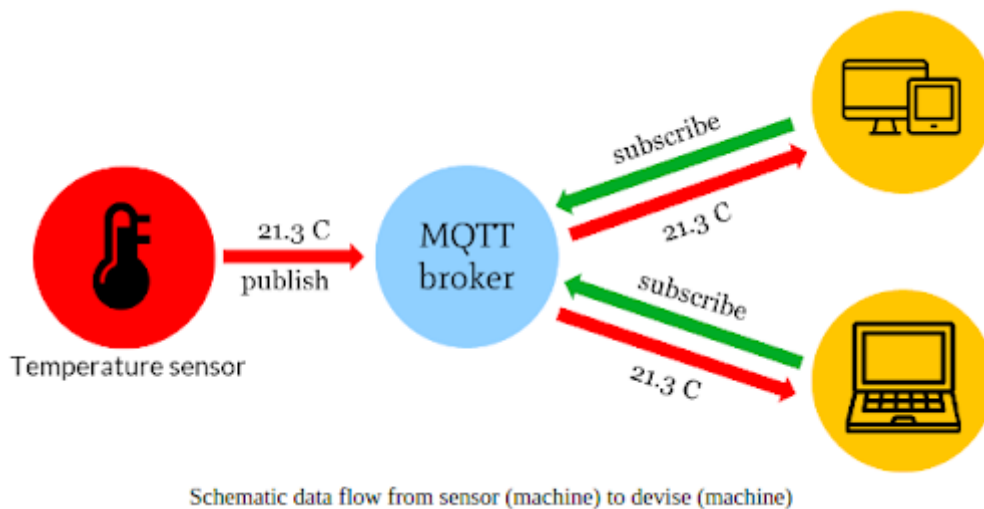 subscribe
21.3 C
21.3 C
publish
MQTT
broker
Temperature sensor
subscribe
21.3 C
Schematic data flow from sensor (machine) to devise (machine)